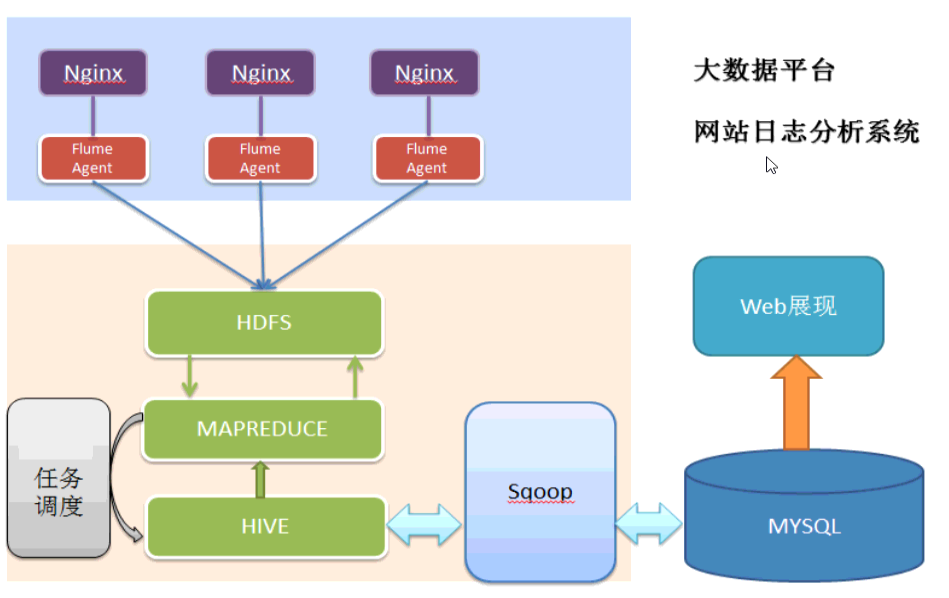 Nginx
Nginx
Nginx
大数据平台
网站日志分析系统
Flume
Agent
Flume
Agent
Flume
Agent
HDFS
Web展现
MAPREDUCE
任务
调度
Sqoop
HIVE
MYSQL